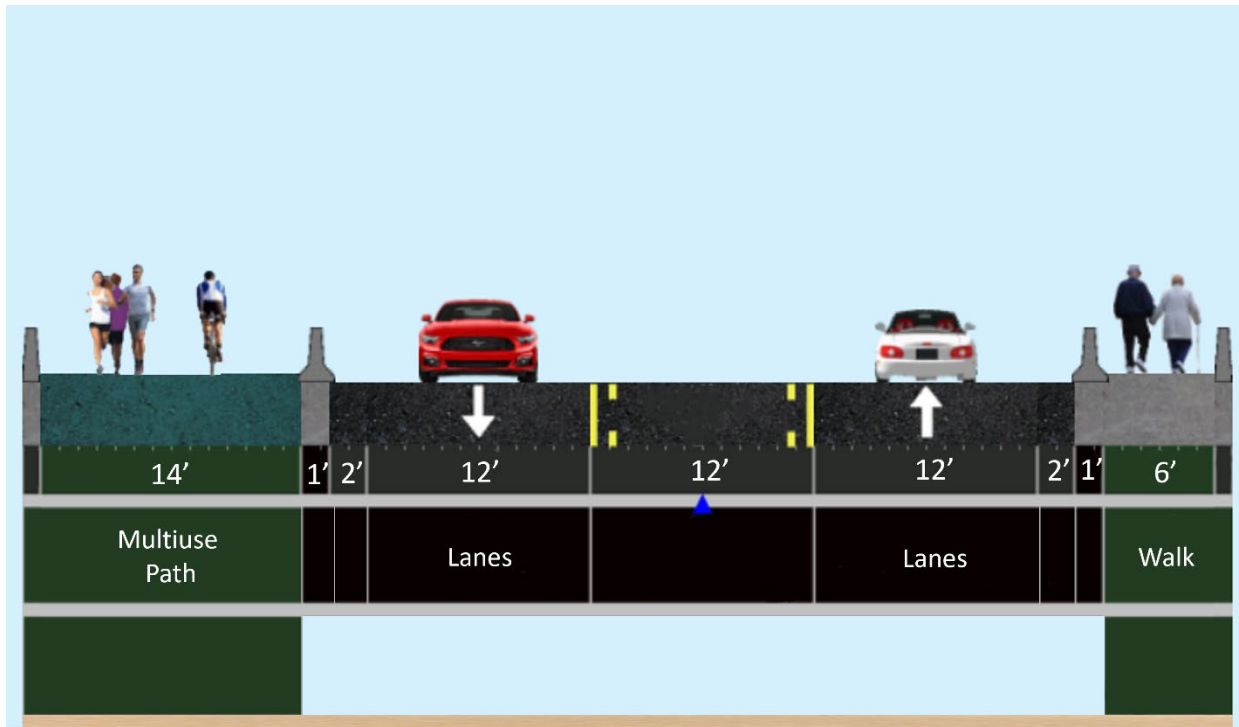 14’ 1’ 2’ 12’ 12’ 12’ 2’ 1’ 6’
Multiuse
Path
Lanes
Lanes
Walk